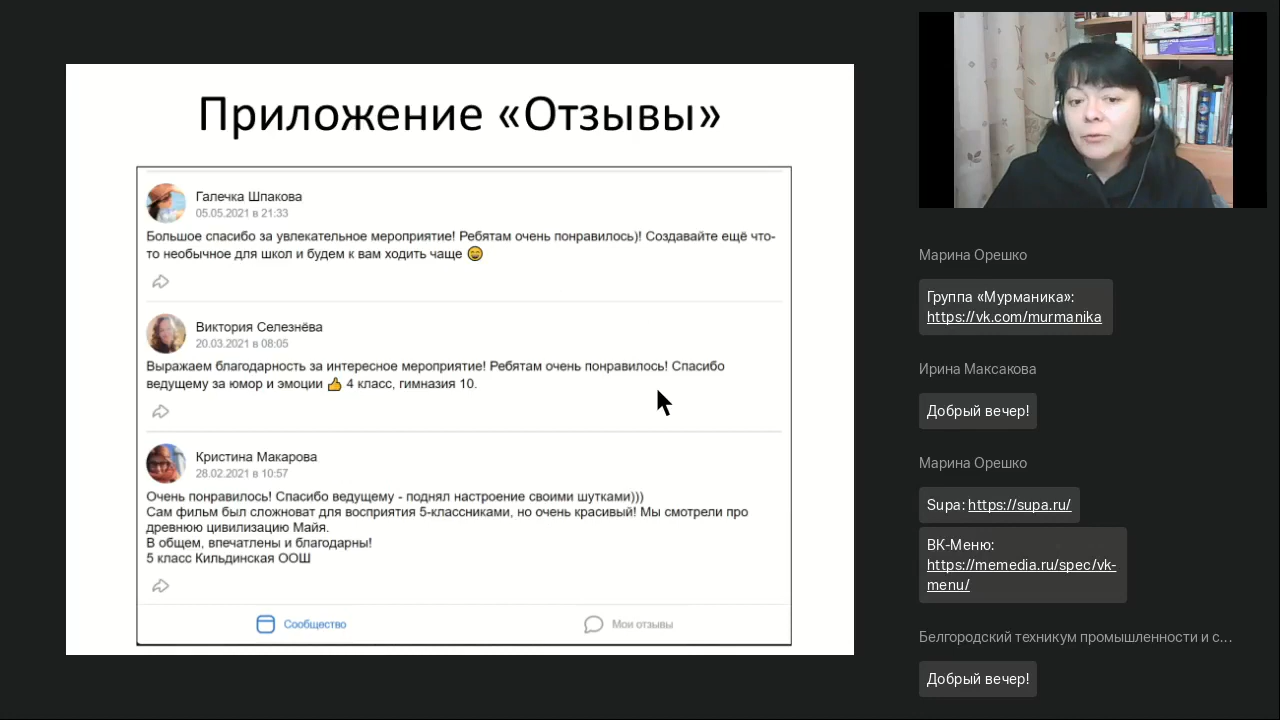 Приложение «Отзывы»
Галечка Шпакова
05.05.2021 в 21:33
Большое спасибо за увлекательное мероприятие! Ребятам очень понравилось)! Создавайте ещё что-
то необычное для школ и будем к вам ходить чаще 😄
Виктория Селезнёва
20.03.2021 в 08:05
Выражаем благодарность за интересное мероприятие! Ребятам очень понравилось! Спасибо
ведущему за юмор и эмоции 👍 4 класс, гимназия 10.
Кристина Макарова
28.02.2021 в 10:57
Очень понравилось! Спасибо ведущему - поднял настроение своими шутками)))
Сам фильм был сложноват для восприятия 5-классниками, но очень красивый! Мы смотрели про
древнюю цивилизацию Майя.
В общем, впечатлены и благодарны!
5 класс Кильдинская ООШ
Сообщество
Мои отзывы
Марина Орешко
Группа «Мурманика»:
https://vk.com/murmanika
Ирина Максакова
Добрый вечер!
Марина Орешко
Supa: https://supa.ru/
ВК-Меню:
https://memedia.ru/spec/vk-
menu/
Белгородский техникум промышленности и с...
Добрый вечер!